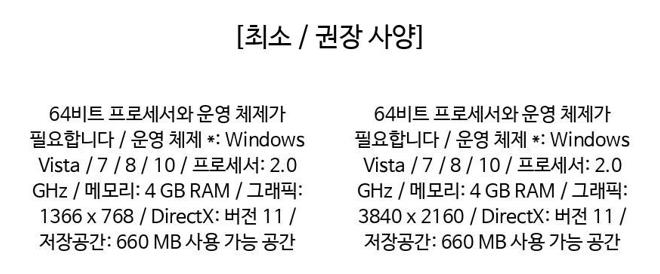 [최소 / 권장 사양]
64비트 프로세서와 운영 체제가
필요합니다 / 운영 체제 *: Windows
Vista / 7 / 8 / 10 / 프로세서: 2.0
GHz / 메모리: 4 GB RAM / 그래픽:
1366 x 768 / DirectX: 버전 11 /
저장공간: 660 MB 사용 가능 공간
64비트 프로세서와 운영 체제가
필요합니다 / 운영 체제 *: Windows
Vista / 7 / 8 / 10 / 프로세서: 2.0
GHz / 메모리: 4 GB RAM / 그래픽:
3840 x 2160 / DirectX: 버전 11 /
저장공간: 660 MB 사용 가능 공간